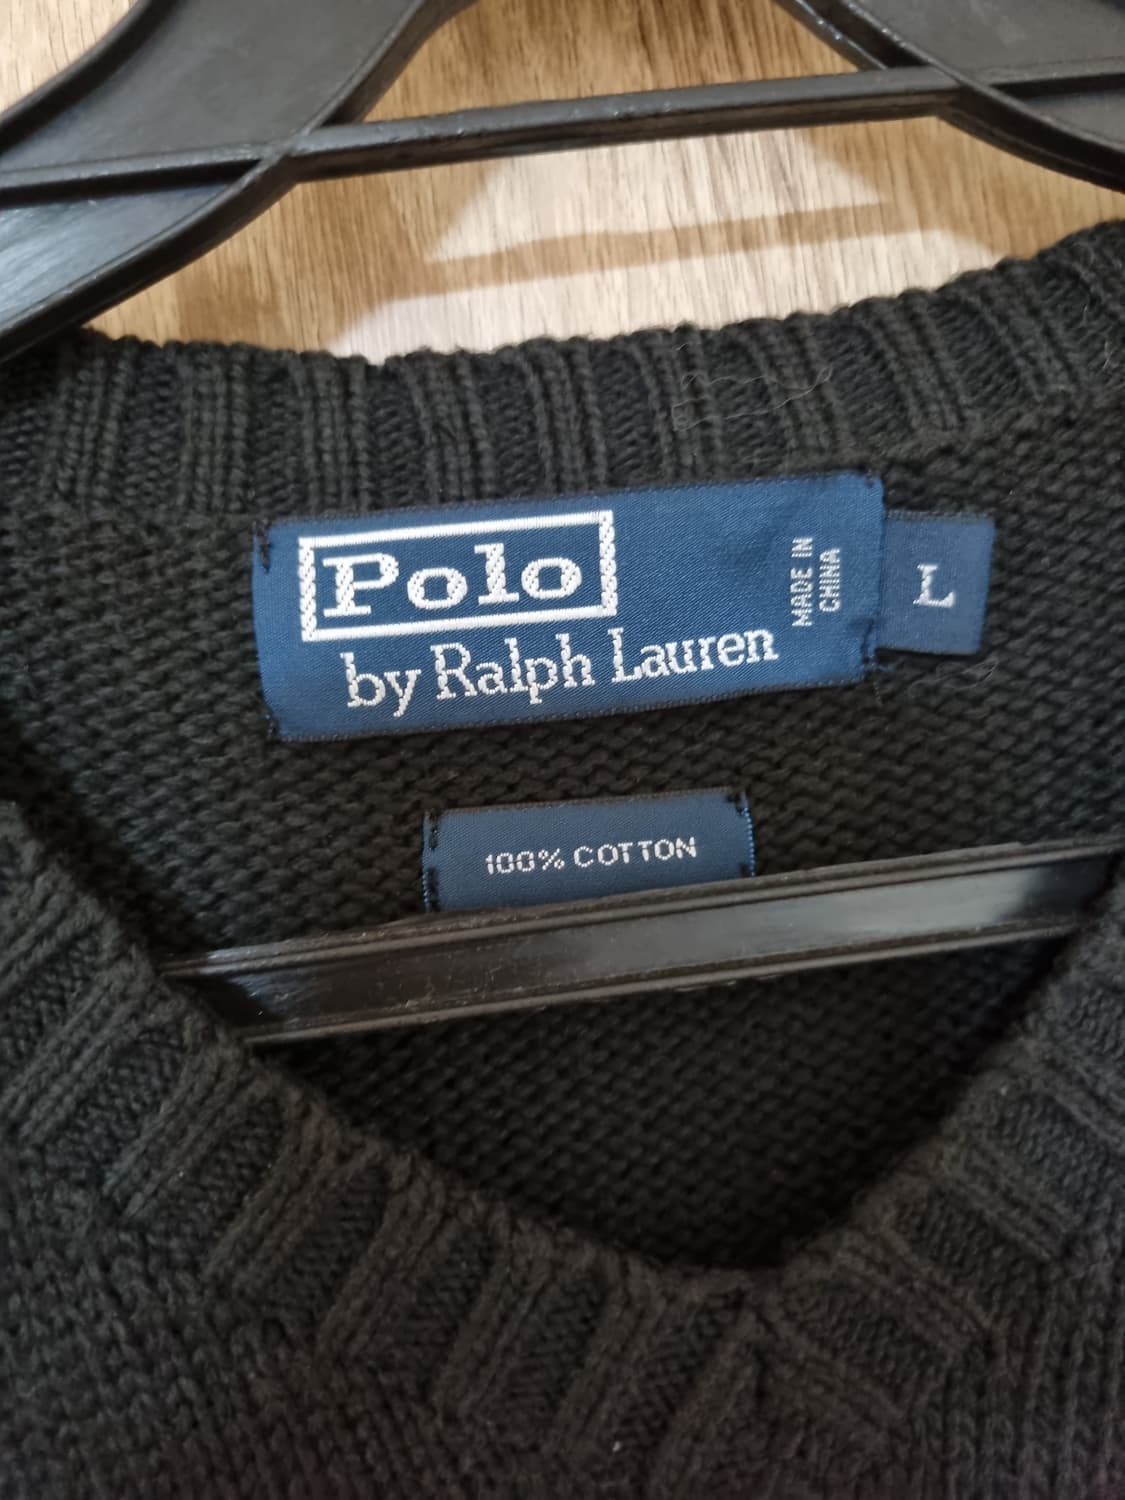 Polo
by Ralph Lauren
MADE IN
CHINA
L
100% COTTON